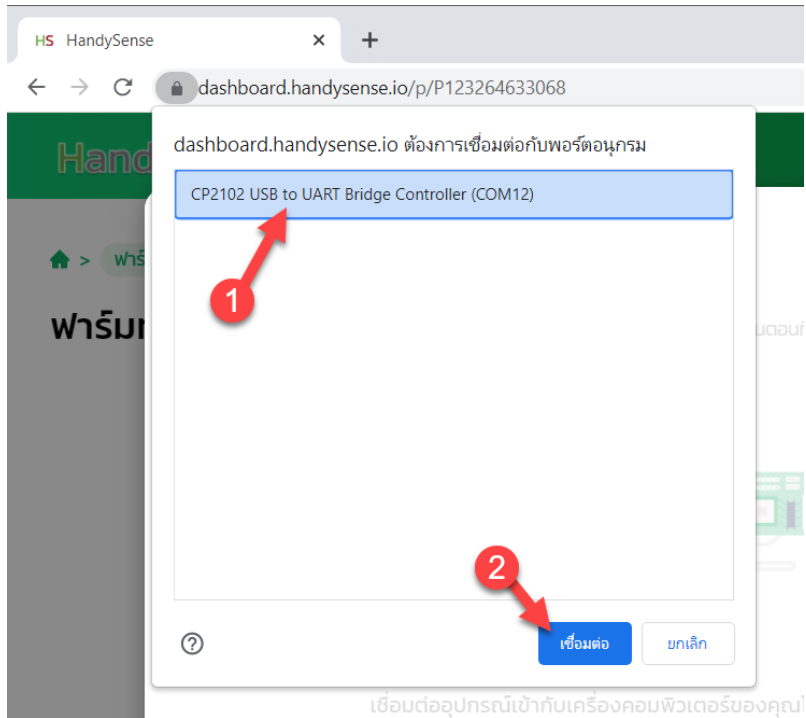 HS HandySense
dashboard.handysense.io/p/P123264633068
Hand
dashboard.handysense.io ต้องการเชื่อมต่อกับพอร์ตอนุกรม
CP2102 USB to UART Bridge Controller (COM12)
1
> ฟาร์
ฟาร์ม
2
เชื่อมต่อ
ยกเลิก
เชื่อมต่ออุปกรณ์เข้ากับเครื่องคอมพิวเตอร์ของคุณ